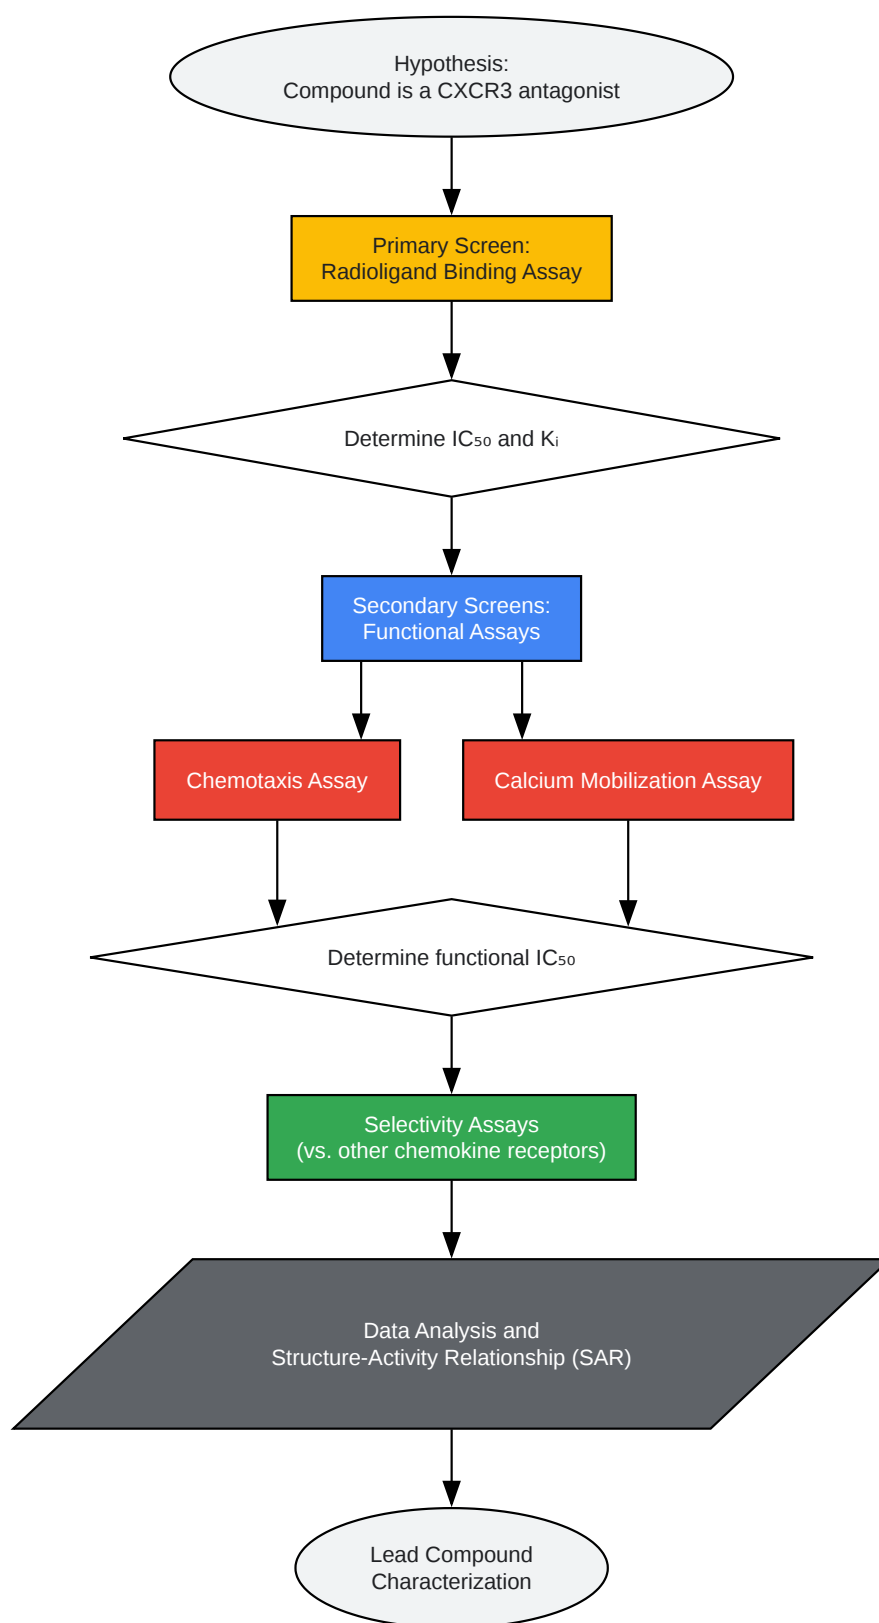 Hypothesis:
Compound is a CXCR3 antagonist
Primary Screen:
Radioligand Binding Assay
Determine IC₅₀ and Kᵢ
Secondary Screens:
Functional Assays
Chemotaxis Assay
Calcium Mobilization Assay
Determine functional IC₅₀
Selectivity Assays
(vs. other chemokine receptors)
Data Analysis and
Structure-Activity Relationship (SAR)
Lead Compound
Characterization